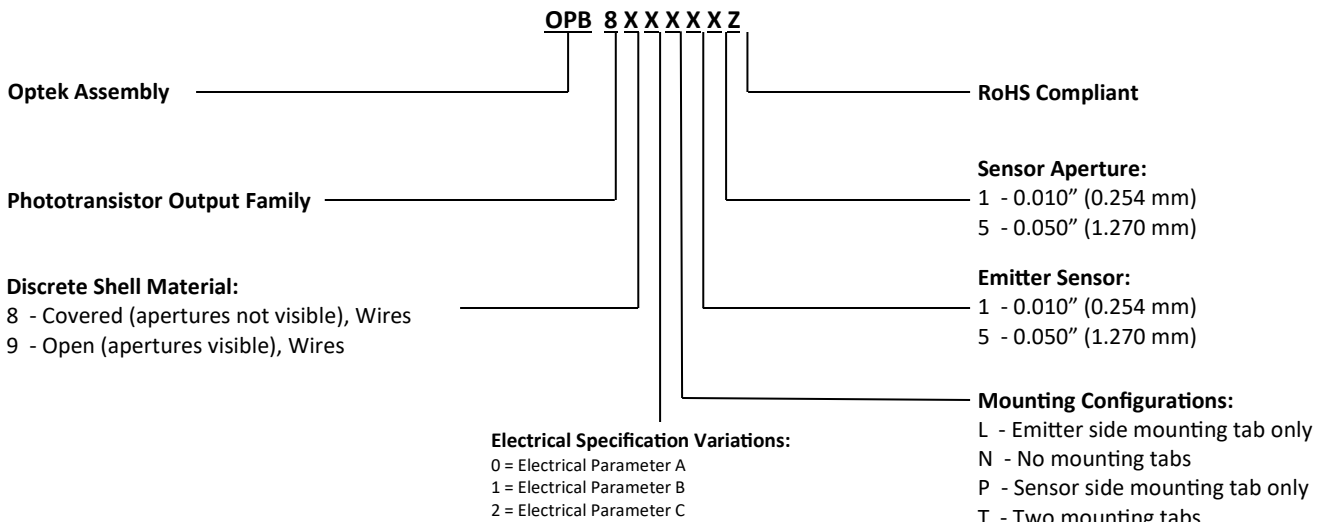 OPB 8 X X X X X Z
Optek Assembly
RoHS Compliant
Phototransistor Output Family
Sensor Aperture:
1 - 0.010” (0.254 mm)
5 - 0.050” (1.270 mm)
Discrete Shell Material:
8 - Covered (apertures not visible), Wires
9 - Open (apertures visible), Wires
Emitter Sensor:
1 - 0.010” (0.254 mm)
5 - 0.050” (1.270 mm)
Electrical Specification Variations:
0 = Electrical Parameter A
1 = Electrical Parameter B
2 = Electrical Parameter C
Mounting Configurations:
L - Emitter side mounting tab only
N - No mounting tabs
P - Sensor side mounting tab only
T - Two mounting tabs